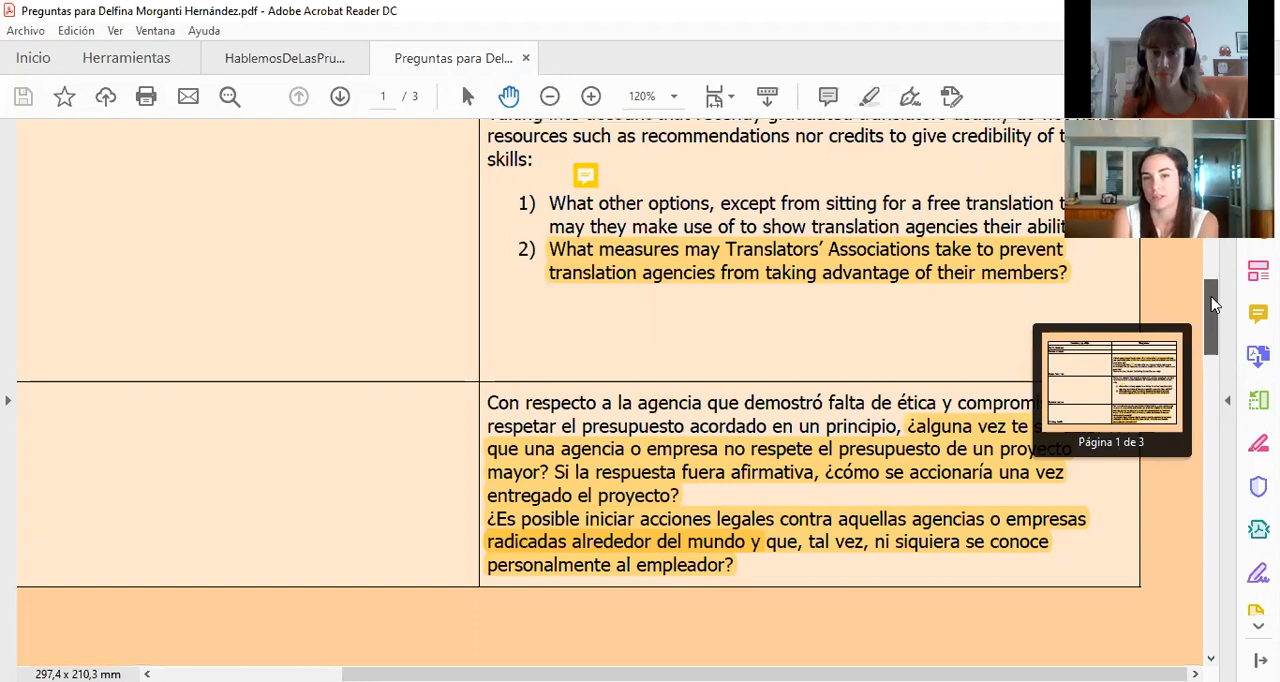 Preguntas para Delfina Morganti Hernández.pdf - Adobe Acrobat Reader DC
Archivo Edición Ver Ventana Ayuda
Inicio Herramientas HablemosDeLasPru... Preguntas para Del... ×
1 / 3 120%
resources such as recommendations nor credits to give credibility of t
skills:
1) What other options, except from sitting for a free translation t
may they make use of to show translation agencies their abilit
2) What measures may Translators’ Associations take to prevent
translation agencies from taking advantage of their members?
Con respecto a la agencia que demostró falta de ética y comprom
respetar el presupuesto acordado en un principio, ¿alguna vez te s
que una agencia o empresa no respete el presupuesto de un proyecto
mayor? Si la respuesta fuera afirmativa, ¿cómo se accionaría una vez
entregado el proyecto?
¿Es posible iniciar acciones legales contra aquellas agencias o empresas
radicadas alrededor del mundo y que, tal vez, ni siquiera se conoce
personalmente al empleador?
Página 1 de 3
297,4 x 210,3 mm